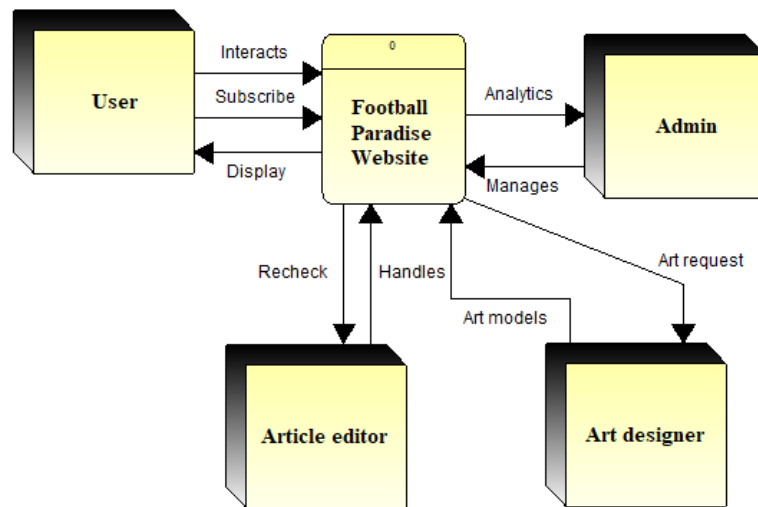 0
Interacts
User
Subscribe
Display
Football
Paradise
Website
Analytics
Admin
Manages
Recheck
Handles
Art request
Art models
Article editor
Art designer